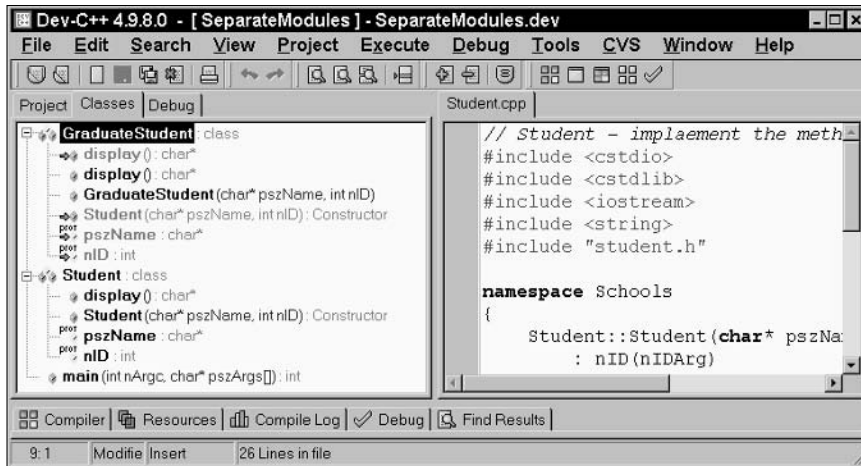 Dev-C++ 4.9.8.0 - [ SeparateModules ] - SeparateModules.dev
File Edit Search View Project Execute Debug Tools CVS Window Help
Project Classes Debug
GraduateStudent : class
display () : char*
display () : char*
GraduateStudent (char* pszName, int nID)
Student (char* pszName, int nID) : Constructor
prot pszName : char*
prot nID : int
Student : class
display () : char*
Student (char* pszName, int nID) : Constructor
prot pszName : char*
prot nID : int
main (int nArgc, char* pszArgs[]) : int
Student.cpp
// Student - implaement the meth
#include <cstdio>
#include <cstdlib>
#include <iostream>
#include <string>
#include "student.h"
namespace Schools
{
Student::Student(char* pszNa
: nID(nIDArg)
Compiler Resources Compile Log Debug Find Results
9: 1 Modifie Insert 26 Lines in file